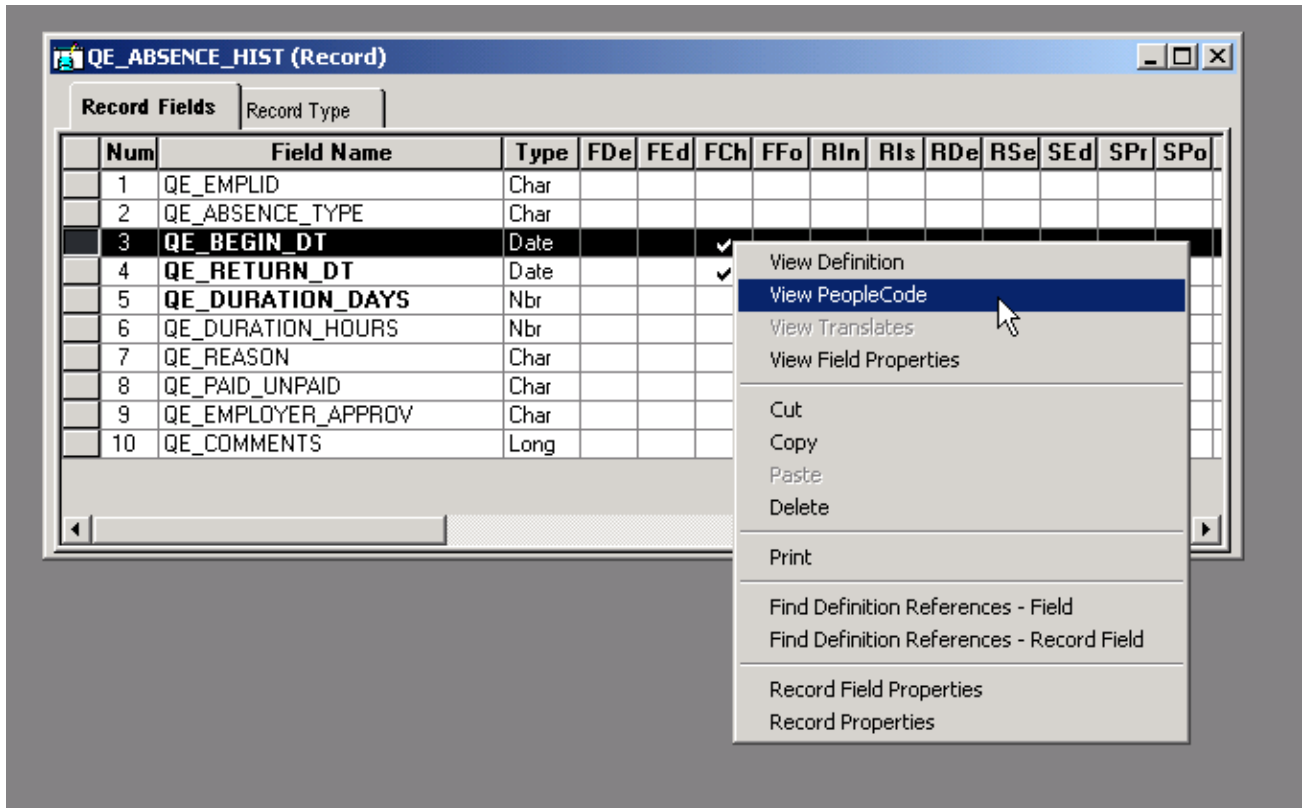 QE_ABSENCE_HIST (Record)
Record Fields Record Type
Num Field Name Type FDe FEd FCh FFo RIn RIs RDe RSe SEd SPr SPo
1 QE_EMPLID Char
2 QE_ABSENCE_TYPE Char
3 QE_BEGIN_DT Date
4 QE_RETURN_DT Date
5 QE_DURATION_DAYS Nbr
6 QE_DURATION_HOURS Nbr
7 QE_REASON Char
8 QE_PAID_UNPAID Char
9 QE_EMPLOYER_APPROV Char
10 QE_COMMENTS Long
View Definition
View PeopleCode
View Translates
View Field Properties
Cut
Copy
Paste
Delete
Print
Find Definition References - Field
Find Definition References - Record Field
Record Field Properties
Record Properties